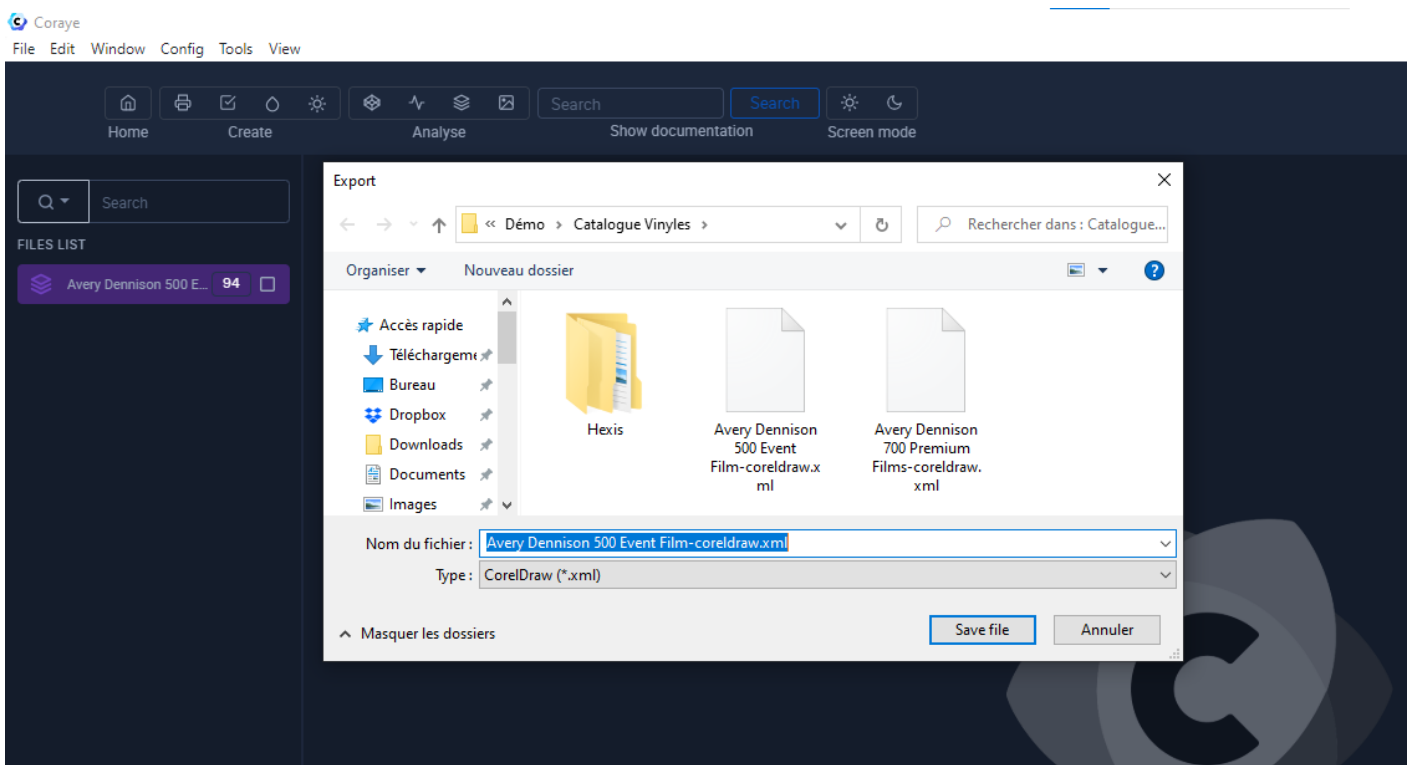 Coraye
File Edit Window Config Tools View
Search Search
Home Create Analyse Show documentation Screen mode
Search
FILES LIST
Avery Dennison 500 E... 94
Export
« Démo > Catalogue Vinyles >
Rechercher dans : Catalogue...
Organiser Nouveau dossier
Accès rapide
Téléchargeme
Bureau
Dropbox
Downloads
Documents
Images
Hexis
Avery Dennison
500 Event
Film-coreldraw.x
ml
Avery Dennison
700 Premium
Films-coreldraw.
xml
Nom du fichier : Avery Dennison 500 Event Film-coreldraw.xml
Type : CorelDraw (*.xml)
Masquer les dossiers
Save file Annuler